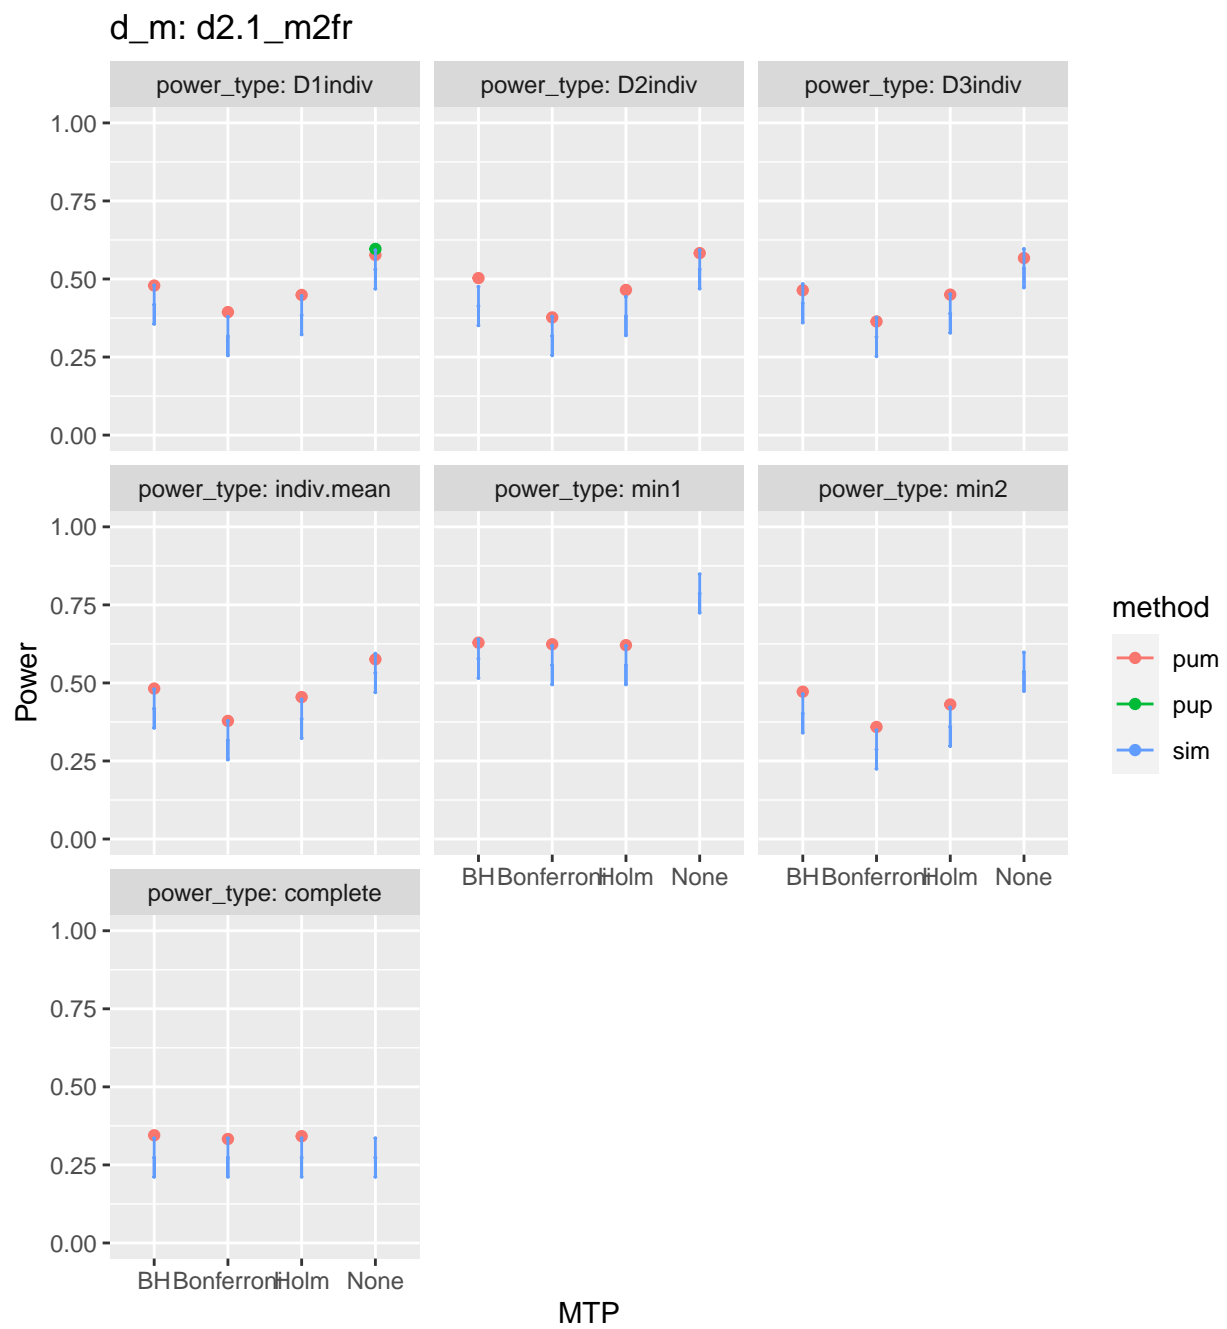 d_m: d2.1_m2fr
power_type: D1indiv
power_type: D2indiv
power_type: D3indiv
1.00
0.75
0.50
0.25
0.00
power_type: indiv.mean
power_type: min1
power_type: min2
1.00
0.75
0.50
0.25
0.00
BH Bonferroni Holm None
BH Bonferroni Holm None
power_type: complete
1.00
0.75
0.50
0.25
0.00
BH Bonferroni Holm None
Power
MTP
method
pum
pup
sim